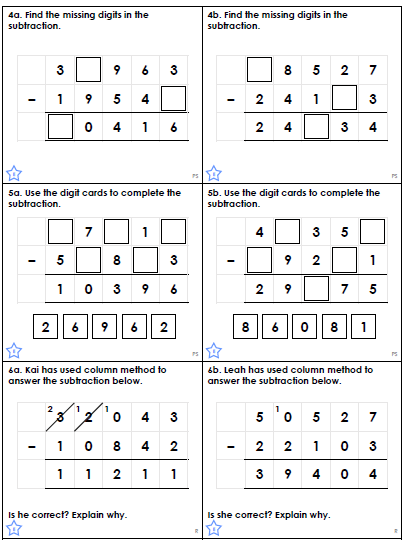 4a. Find the missing digits in the
subtraction.
3 □ 9 6 3
– 1 9 5 4 □
□ 0 4 1 6
E
PS
4b. Find the missing digits in the
subtraction.
□ 8 5 2 7
– 2 4 1 □ 3
2 4 □ 3 4
E
PS
5a. Use the digit cards to complete the
subtraction.
□ 7 □ 1 □
– 5 □ 8 □ 3
1 0 3 9 6
2 6 9 6 2
E
PS
5b. Use the digit cards to complete the
subtraction.
4 □ 3 5 □
– □ 9 2 □ 1
2 9 □ 7 5
8 6 0 8 1
E
PS
6a. Kai has used column method to
answer the subtraction below.
2 3 1 2 1 0 4 3
– 1 0 8 4 2
1 1 2 1 1
Is he correct? Explain why.
E
R
6b. Leah has used column method to
answer the subtraction below.
5 1 0 5 2 7
– 2 2 1 0 3
3 9 4 0 4
Is she correct? Explain why.
E
R